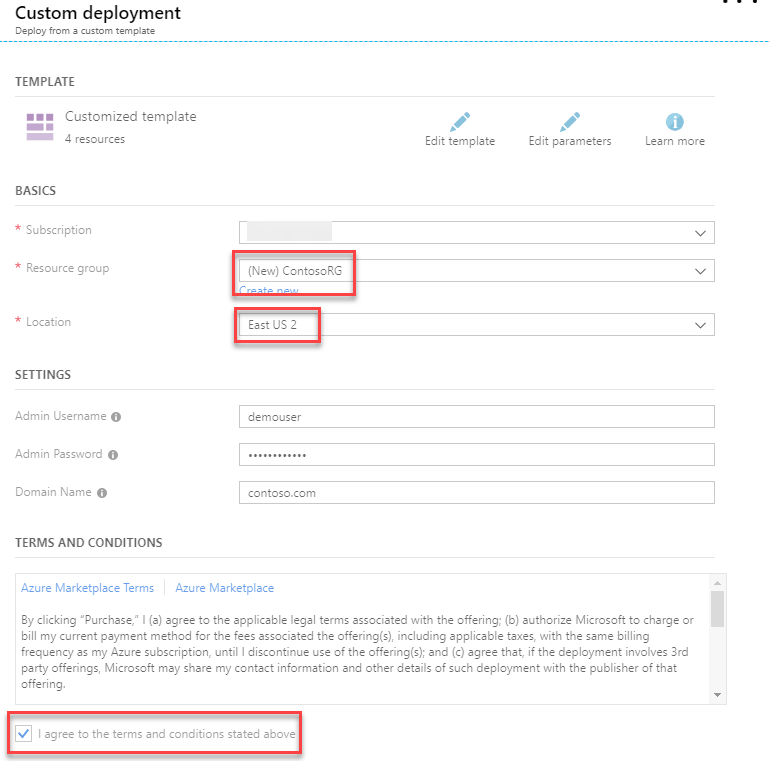 Custom deployment
Deploy from a custom template
TEMPLATE
Customized template
4 resources
Edit template
Edit parameters
Learn more
BASICS
* Subscription
* Resource group
(New) ContosoRG
Create new
* Location
East US 2
SETTINGS
Admin Username
demouser
Admin Password
••••••••••••
Domain Name
contoso.com
TERMS AND CONDITIONS
Azure Marketplace Terms | Azure Marketplace
By clicking “Purchase,” I (a) agree to the applicable legal terms associated with the offering; (b) authorize Microsoft to charge or
bill my current payment method for the fees associated the offering(s), including applicable taxes, with the same billing
frequency as my Azure subscription, until I discontinue use of the offering(s); and (c) agree that, if the deployment involves 3rd
party offerings, Microsoft may share my contact information and other details of such deployment with the publisher of that
offering.
I agree to the terms and conditions stated above